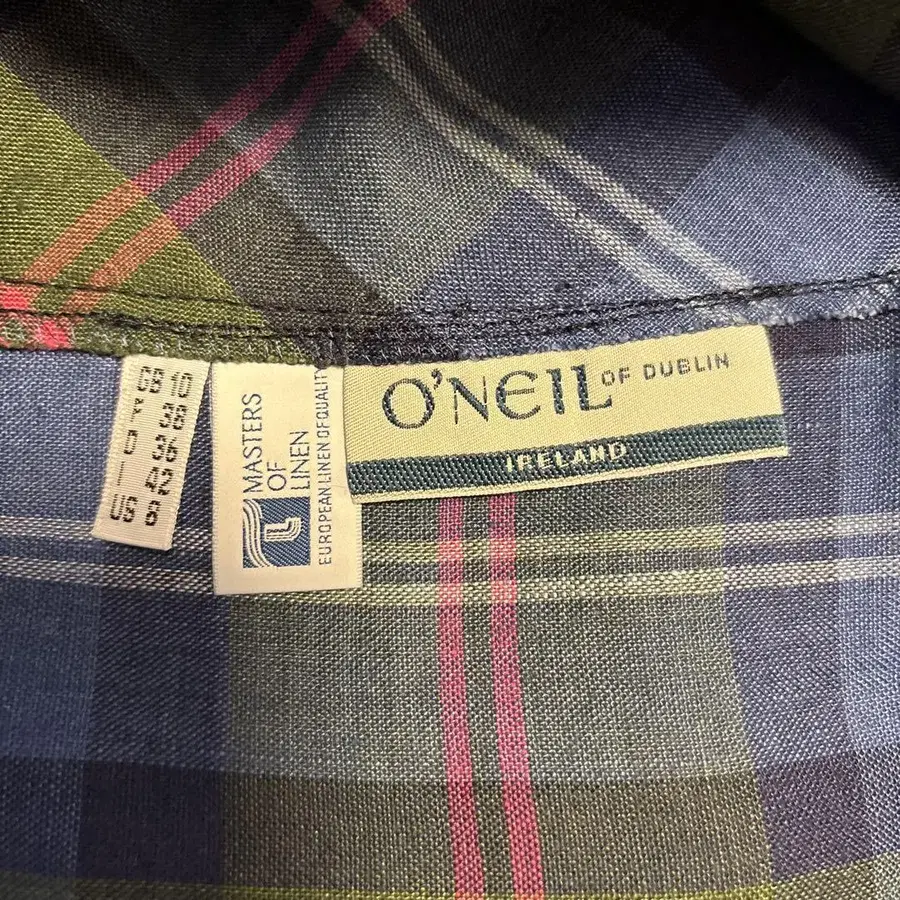 GB 10
F 38
D 36
I 42
US 8
MASTERS
OF
LINEN
EUROPEAN LINEN OF QUALITY
L
O'NEIL OF DUBLIN
IRELAND